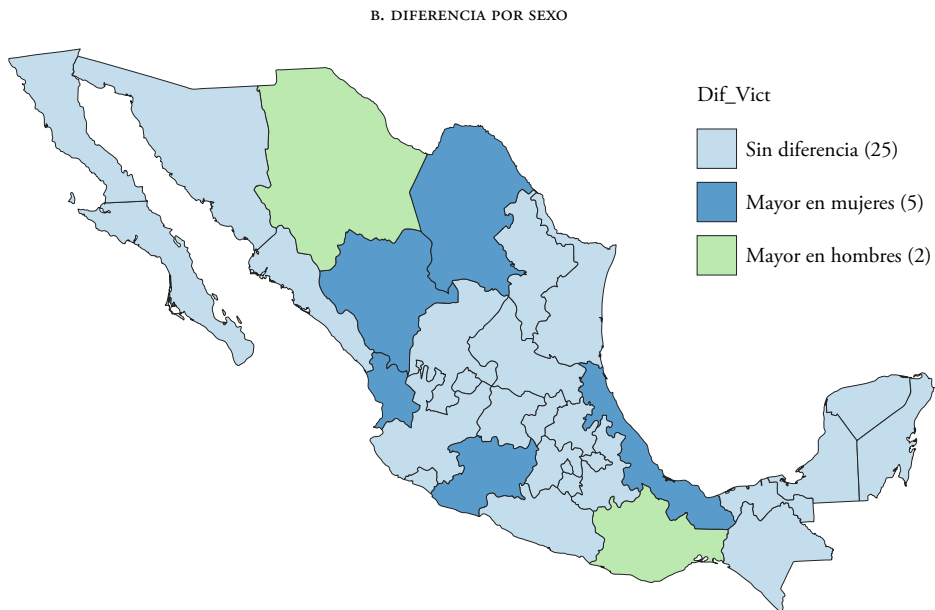 B. DIFERENCIA POR SEXO
Dif_Vict
Sin diferencia (25)
Mayor en mujeres (5)
Mayor en hombres (2)